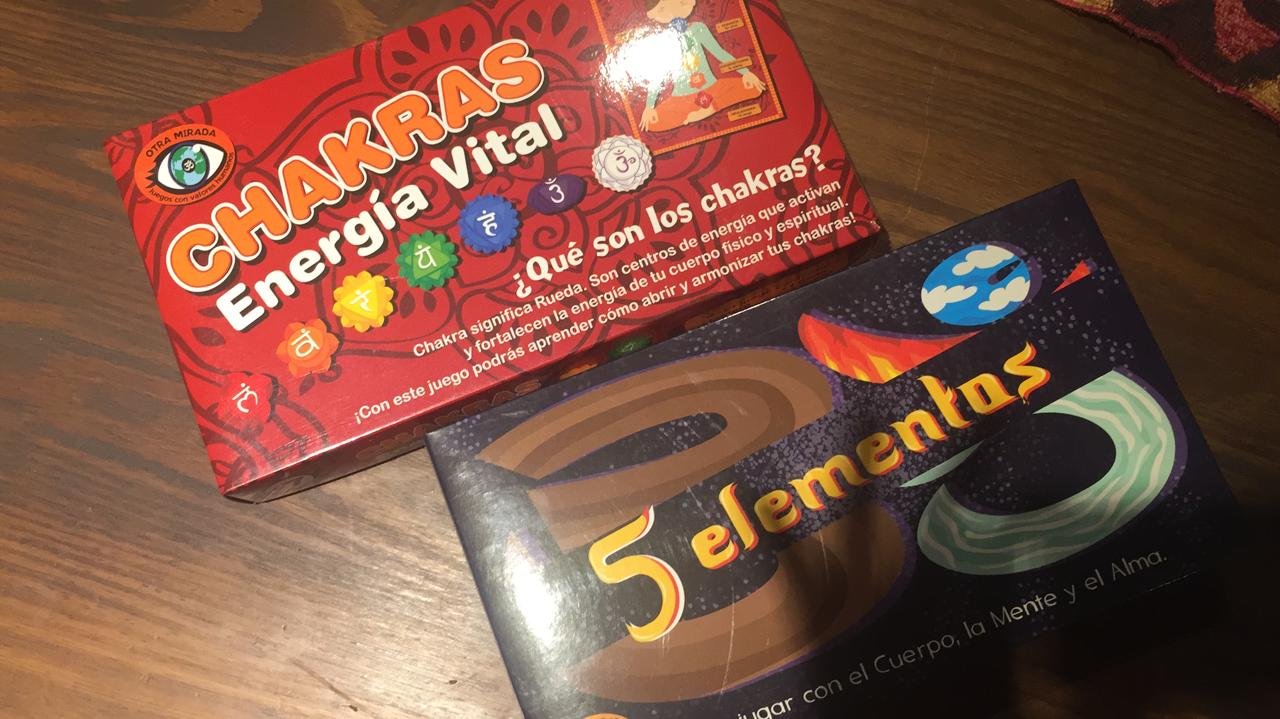 OTRA MIRADA
juegos con valores humanos
CHAKRAS
Energía Vital
¿Qué son los chakras?
Chakra significa Rueda. Son centros de energía que activan
y fortalecen la energía de tu cuerpo físico y espiritual.
¡Con este juego podrás aprender cómo abrir y armonizar tus chakras!
लं
वं
रं
यं
हं
ॐ
ॐ
5 elementos
jugar con el Cuerpo, la Mente y el Alma.